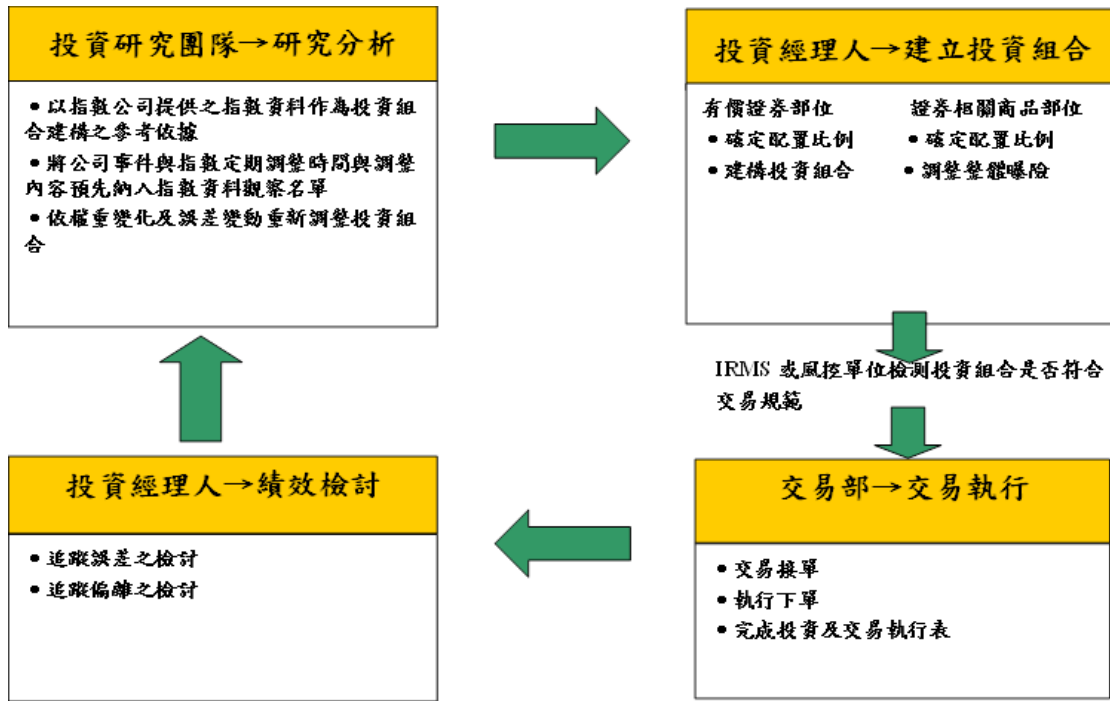 投資研究團隊→研究分析
• 以指數公司提供之指數資料作為投資組
合建構之參考依據
• 將公司事件與指數定期調整時間與調整
內容預先納入指數資料觀察名單
• 依權重變化及誤差變動重新調整投資組
合
投資經理人→建立投資組合
有價證券部位
• 確定配置比例
• 建構投資組合
證券相關商品部位
• 確定配置比例
• 調整整體曝險
IRMS 或風控單位檢測投資組合是否符合
交易規範
交易部→交易執行
• 交易接單
• 執行下單
• 完成投資及交易執行表
投資經理人→績效檢討
• 追蹤誤差之檢討
• 追蹤偏離之檢討